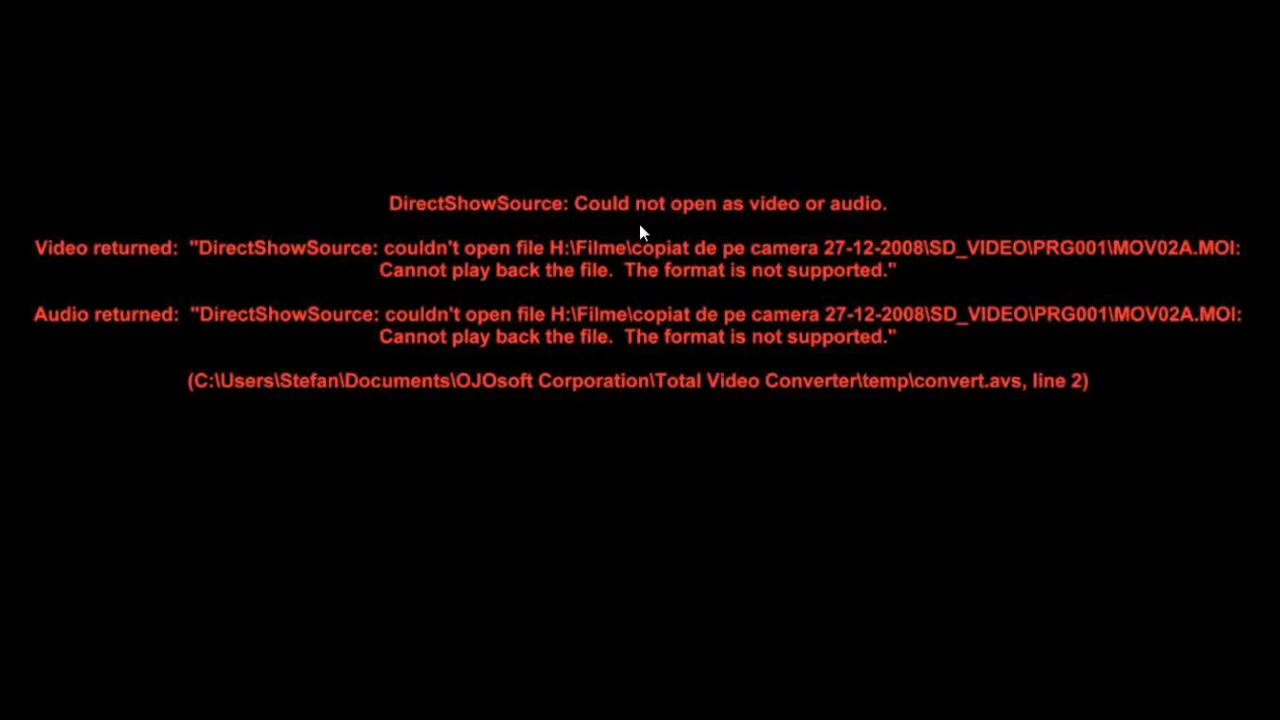 DirectShowSource: Could not open as video or audio.
Video returned: "DirectShowSource: couldn't open file H:\Filme\copiat de pe camera 27-12-2008\SD_VIDEO\PRG001\MOV02A.MOI:
Cannot play back the file. The format is not supported."
Audio returned: "DirectShowSource: couldn't open file H:\Filme\copiat de pe camera 27-12-2008\SD_VIDEO\PRG001\MOV02A.MOI:
Cannot play back the file. The format is not supported."
(C:\Users\Stefan\Documents\OJOsoft Corporation\Total Video Converter\temp\convert.avs, line 2)